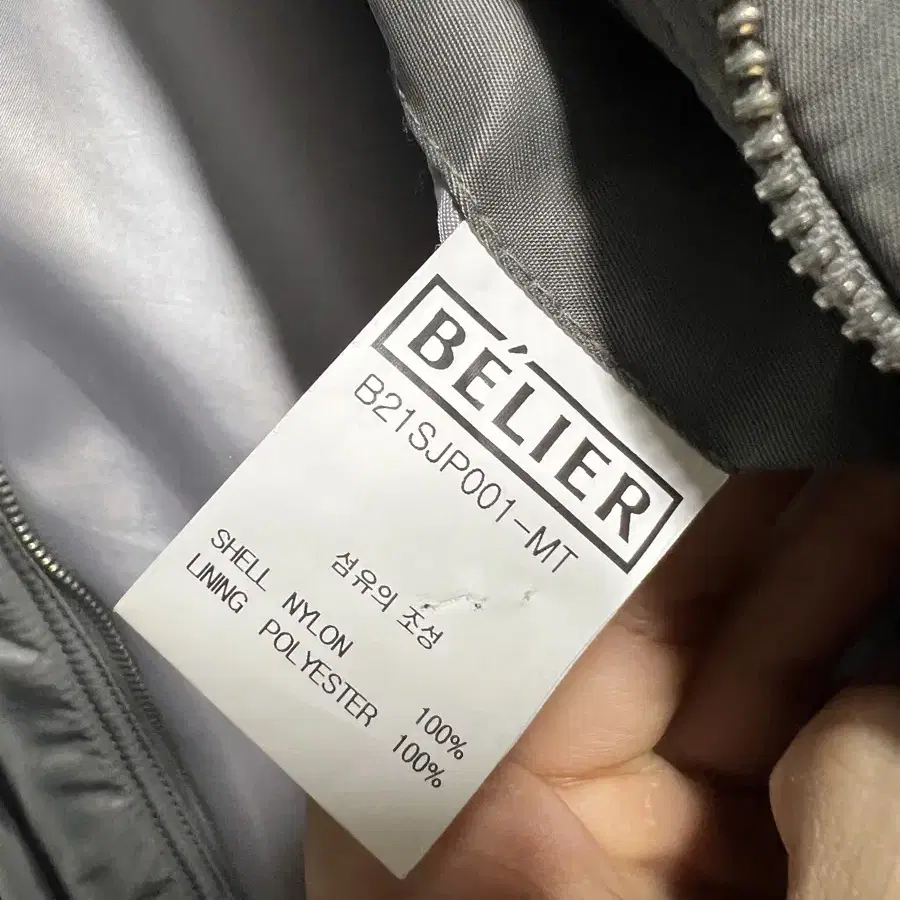 BÉLIER
B21SJP001-MT
섬유의 조성
SHELL NYLON 100%
LINING POLYESTER 100%